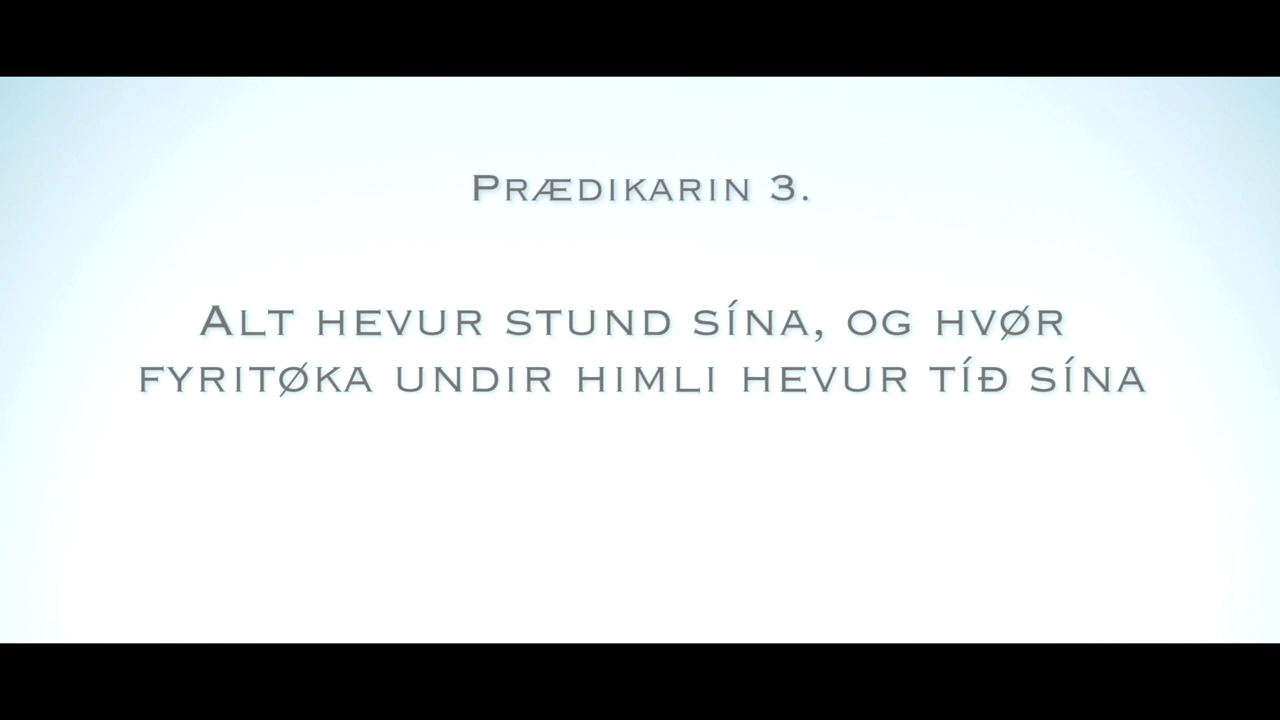 Prædikarin 3.
Alt hevur stund sína, og hvør
fyritøka undir himli hevur tíð sína